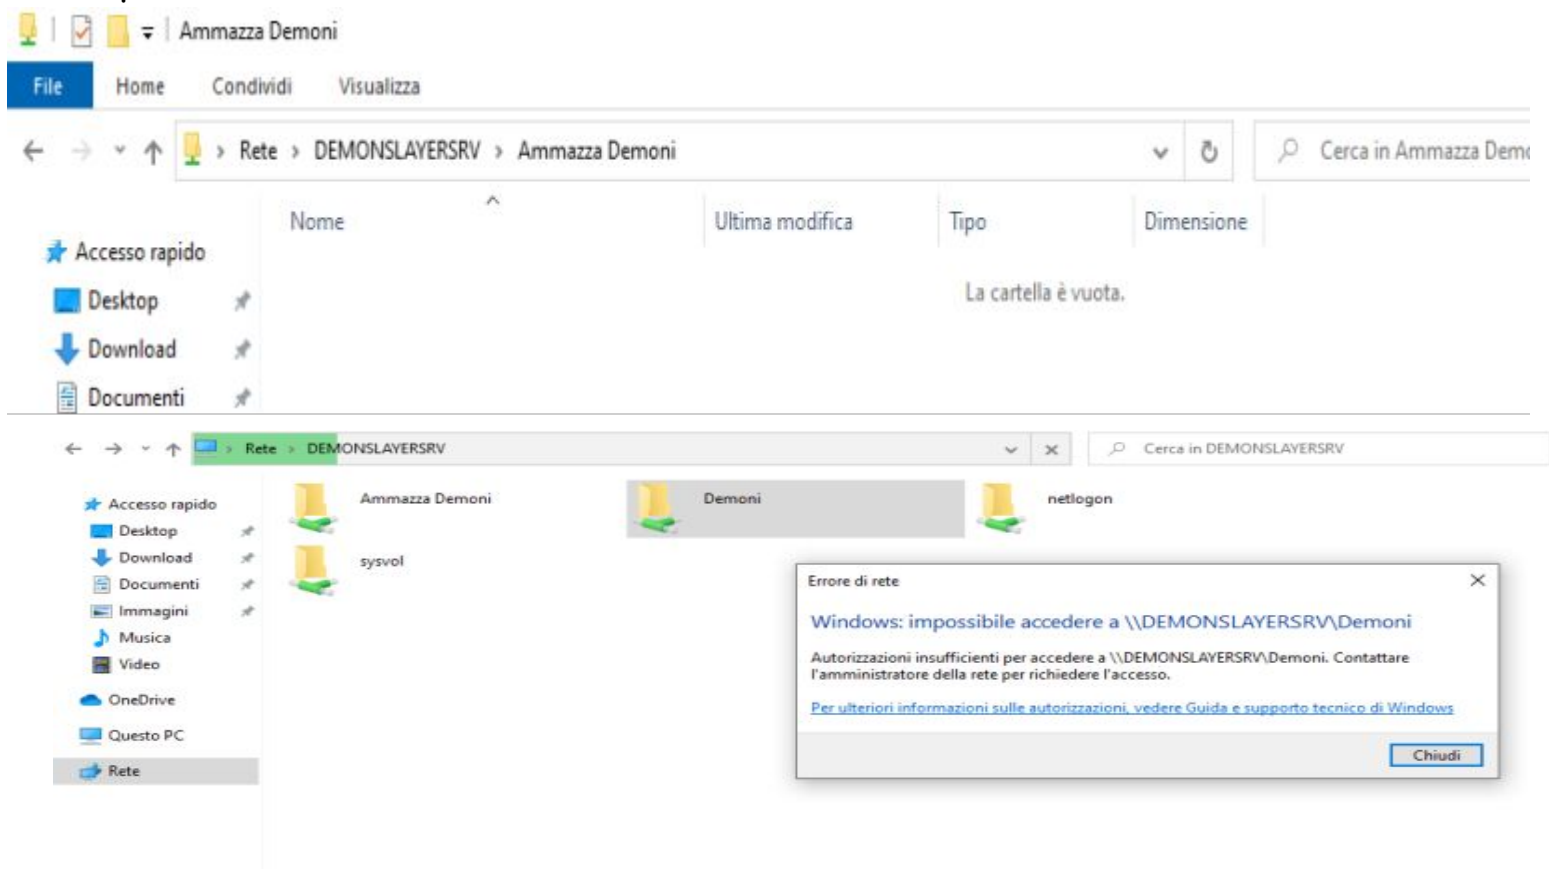 Ammazza Demoni
File Home Condividi Visualizza
Rete > DEMONSLAYERSRV > Ammazza Demoni
Cerca in Ammazza Demo
Nome Ultima modifica Tipo Dimensione
Accesso rapido
La cartella è vuota.
Desktop
Download
Documenti
Rete > DEMONSLAYERSRV
Cerca in DEMONSLAYERSRV
Accesso rapido
Desktop
Download
Documenti
Immagini
Musica
Video
OneDrive
Questo PC
Rete
Ammazza Demoni Demoni netlogon
sysvol
Errore di rete
Windows: impossibile accedere a \\DEMONSLAYERSRV\Demoni
Autorizzazioni insufficienti per accedere a \\DEMONSLAYERSRV\Demoni. Contattare
l'amministratore della rete per richiedere l'accesso.
Per ulteriori informazioni sulle autorizzazioni, vedere Guida e supporto tecnico di Windows
Chiudi